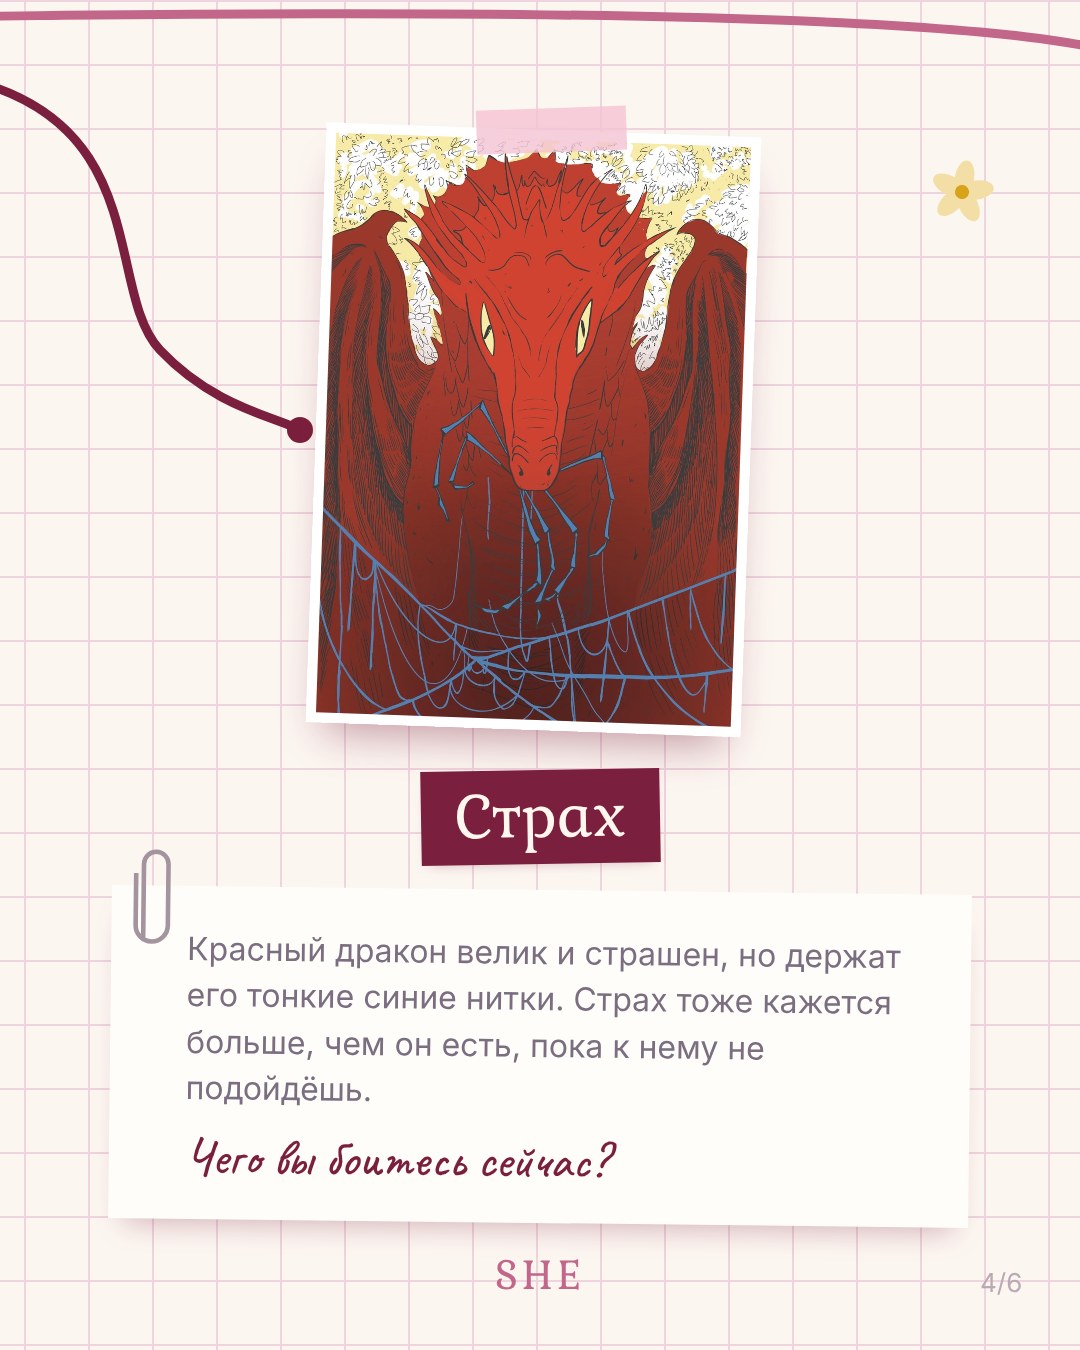 Страх
Красный дракон велик и страшен, но держат
его тонкие синие нитки. Страх тоже кажется
больше, чем он есть, пока к нему не
подойдёшь.
Чего вы боитесь сейчас?
SHE
4/6